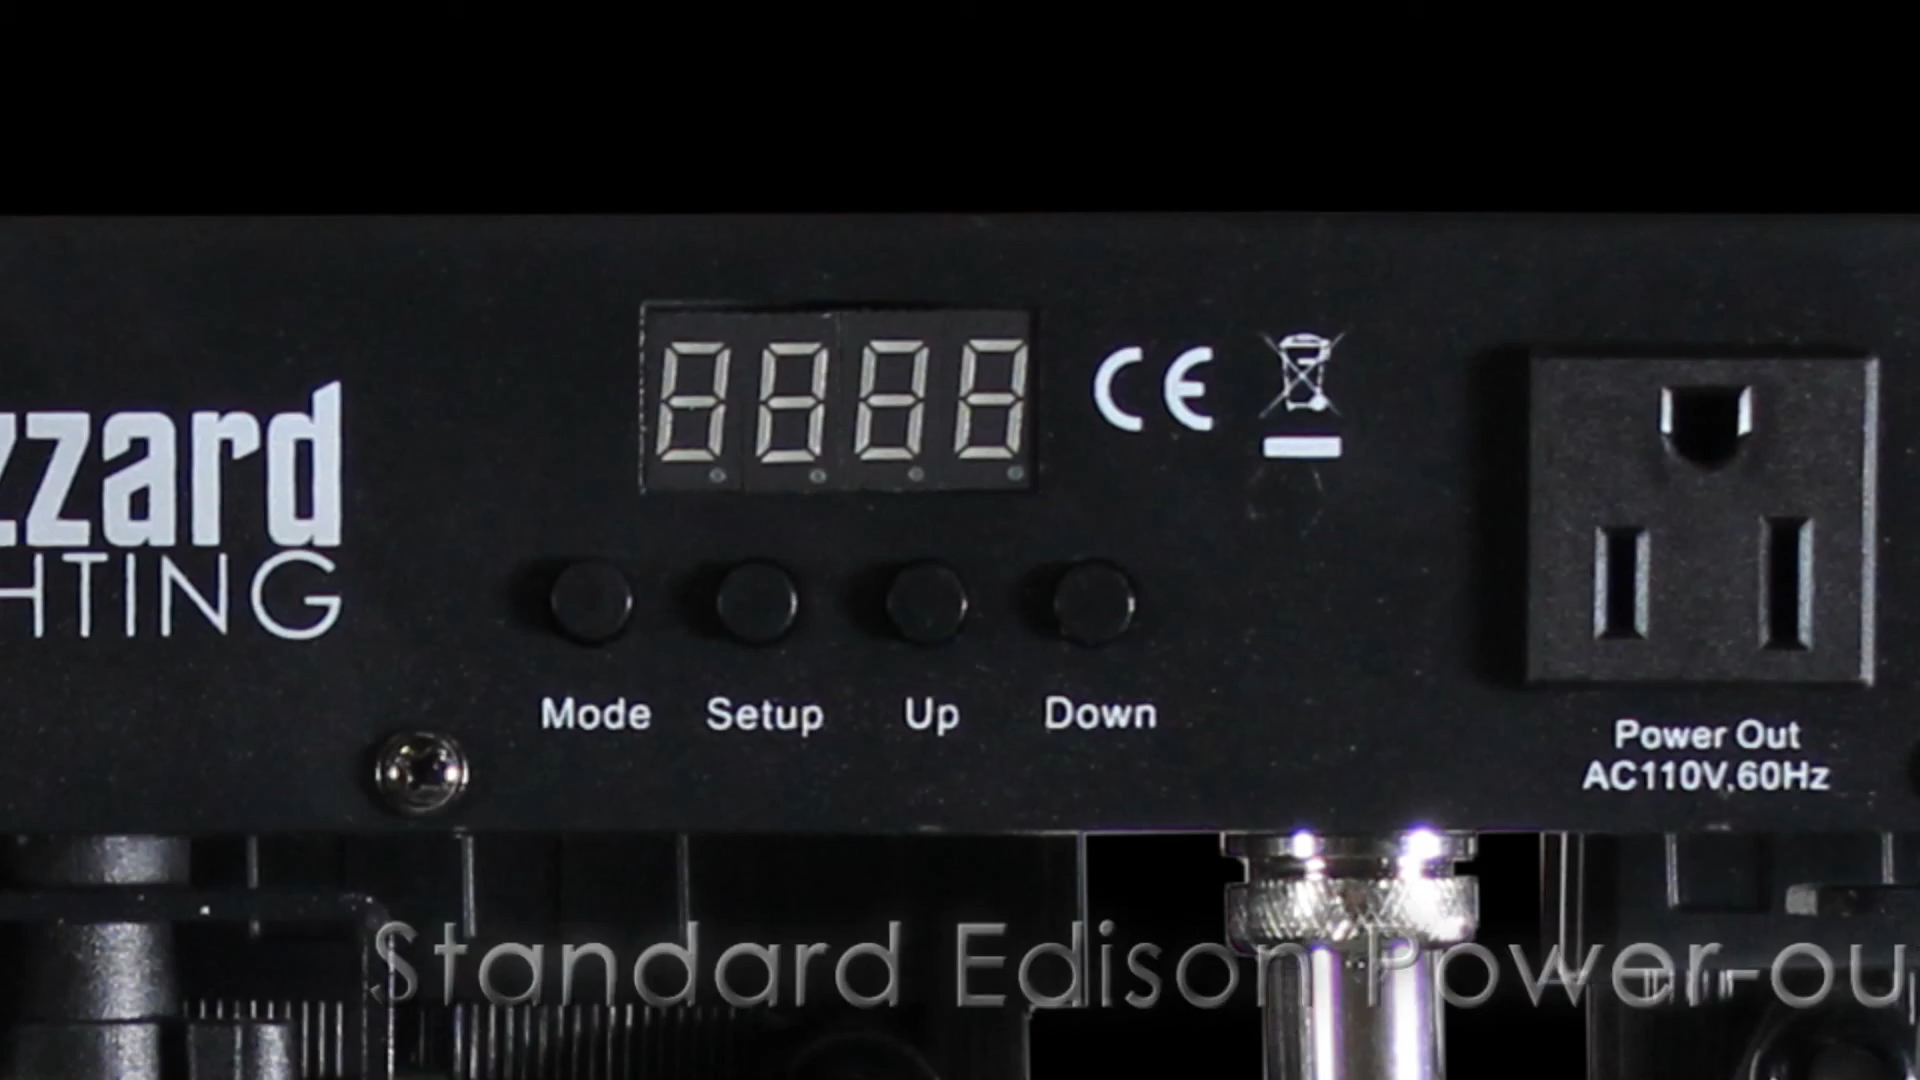 zzard
HTING
CE
Mode Setup Up Down
Power Out
AC110V,60Hz
Standard Edison Power-ou